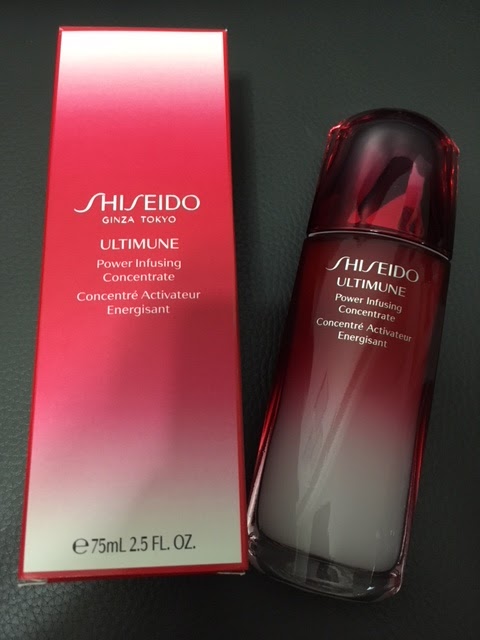 SHISEIDO
GINZA TOKYO
ULTIMUNE
Power Infusing
Concentrate
Concentré Activateur
Energisant
℮75mL 2.5 FL. OZ.
SHISEIDO
ULTIMUNE
Power Infusing
Concentrate
Concentré Activateur
Energisant